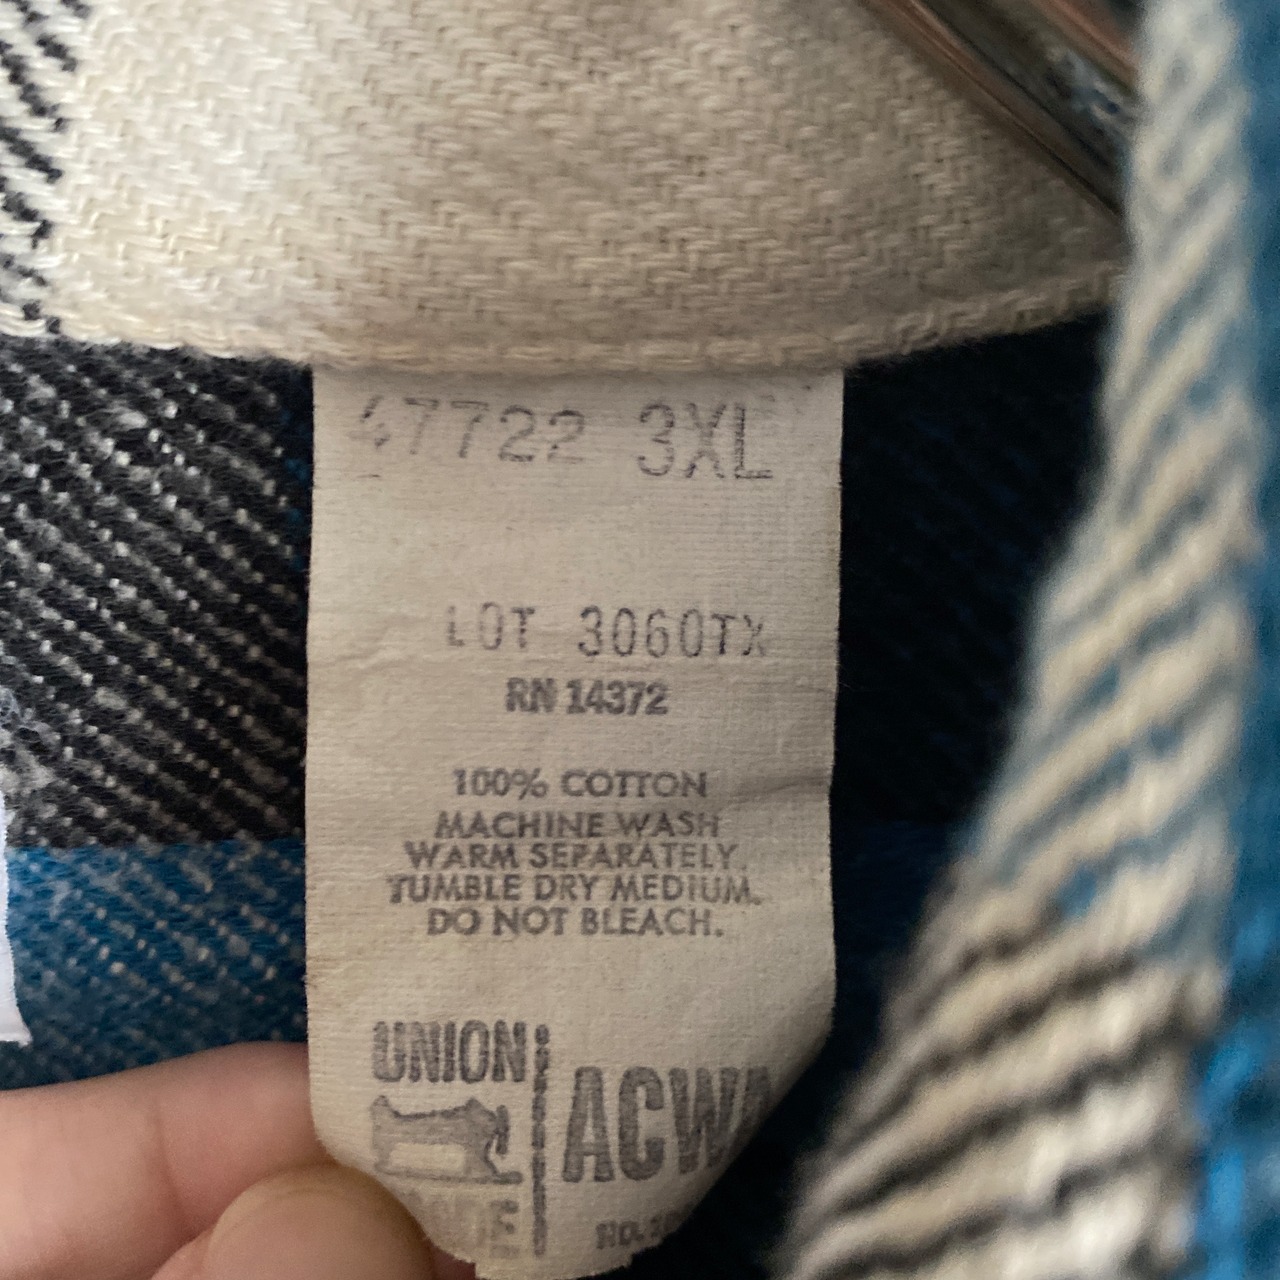 47722 3XL
LOT 3060TX
RN 14372
100% COTTON
MACHINE WASH
WARM SEPARATELY.
TUMBLE DRY MEDIUM.
DO NOT BLEACH.
UNION
ACW